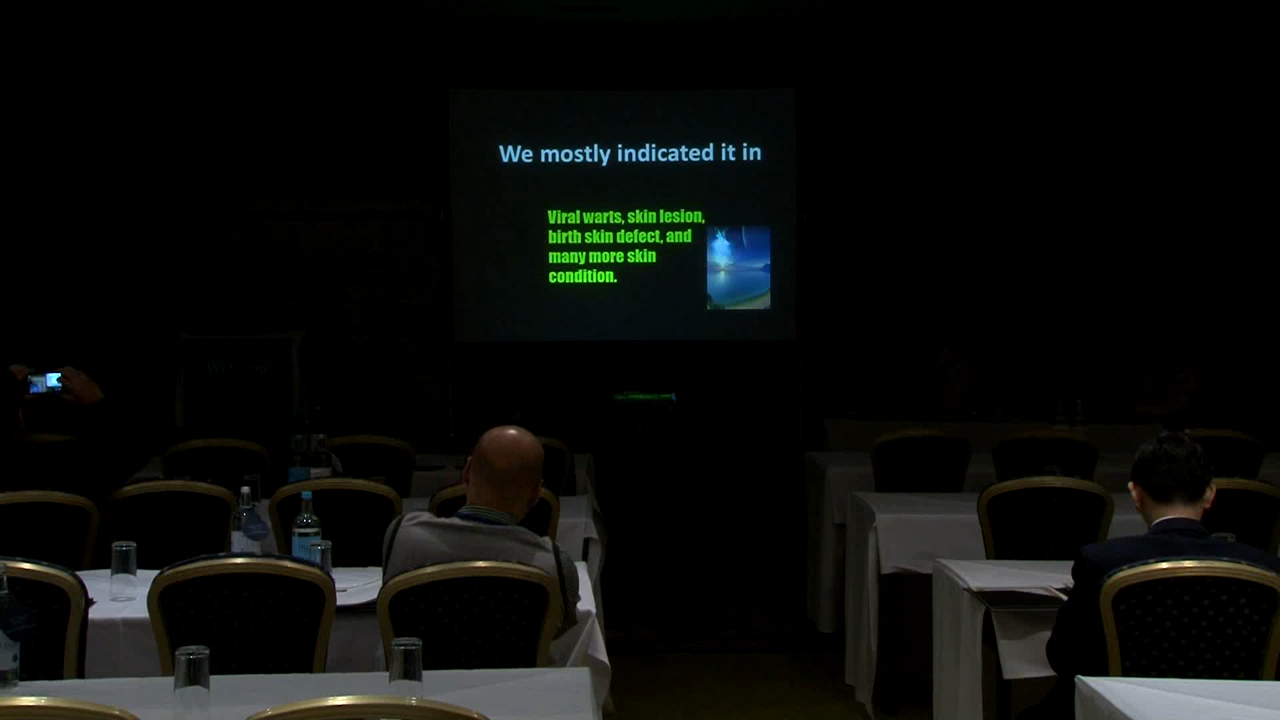 We mostly indicated it in
Viral warts, skin lesion,
birth skin defect, and
many more skin
condition.